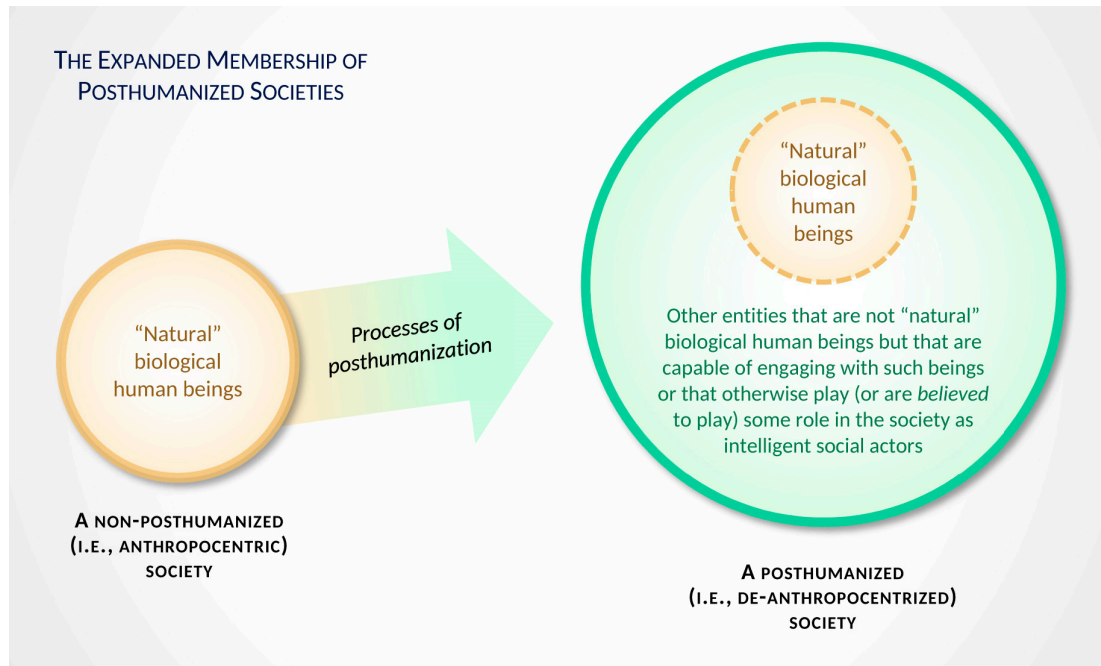 The Expanded Membership of
Posthumanized Societies
“Natural”
biological
human beings
A non-posthumanized
(i.e., anthropocentric)
society
Processes of
posthumanization
“Natural”
biological
human
beings
Other entities that are not “natural”
biological human beings but that are
capable of engaging with such beings
or that otherwise play (or are believed
to play) some role in the society as
intelligent social actors
A posthumanized
(i.e., de-anthropocentrized)
society